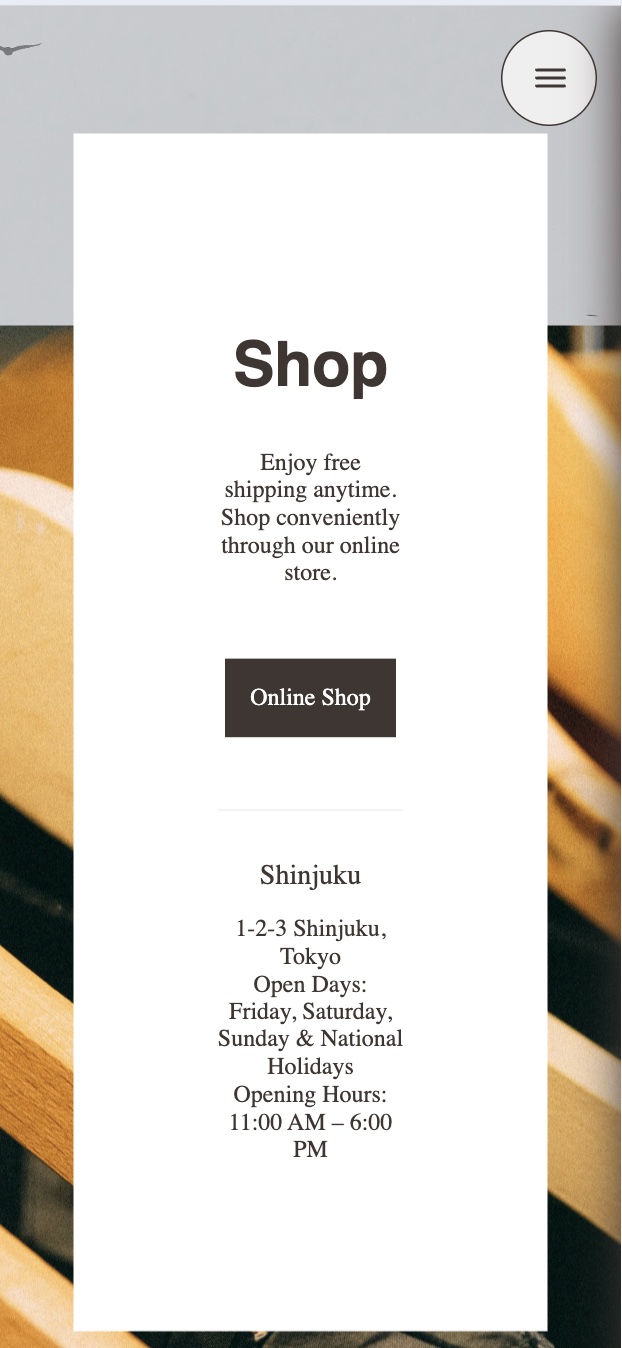 Shop
Enjoy free
shipping anytime.
Shop conveniently
through our online
store.
Online Shop
Shinjuku
1-2-3 Shinjuku,
Tokyo
Open Days:
Friday, Saturday,
Sunday & National
Holidays
Opening Hours:
11:00 AM – 6:00
PM